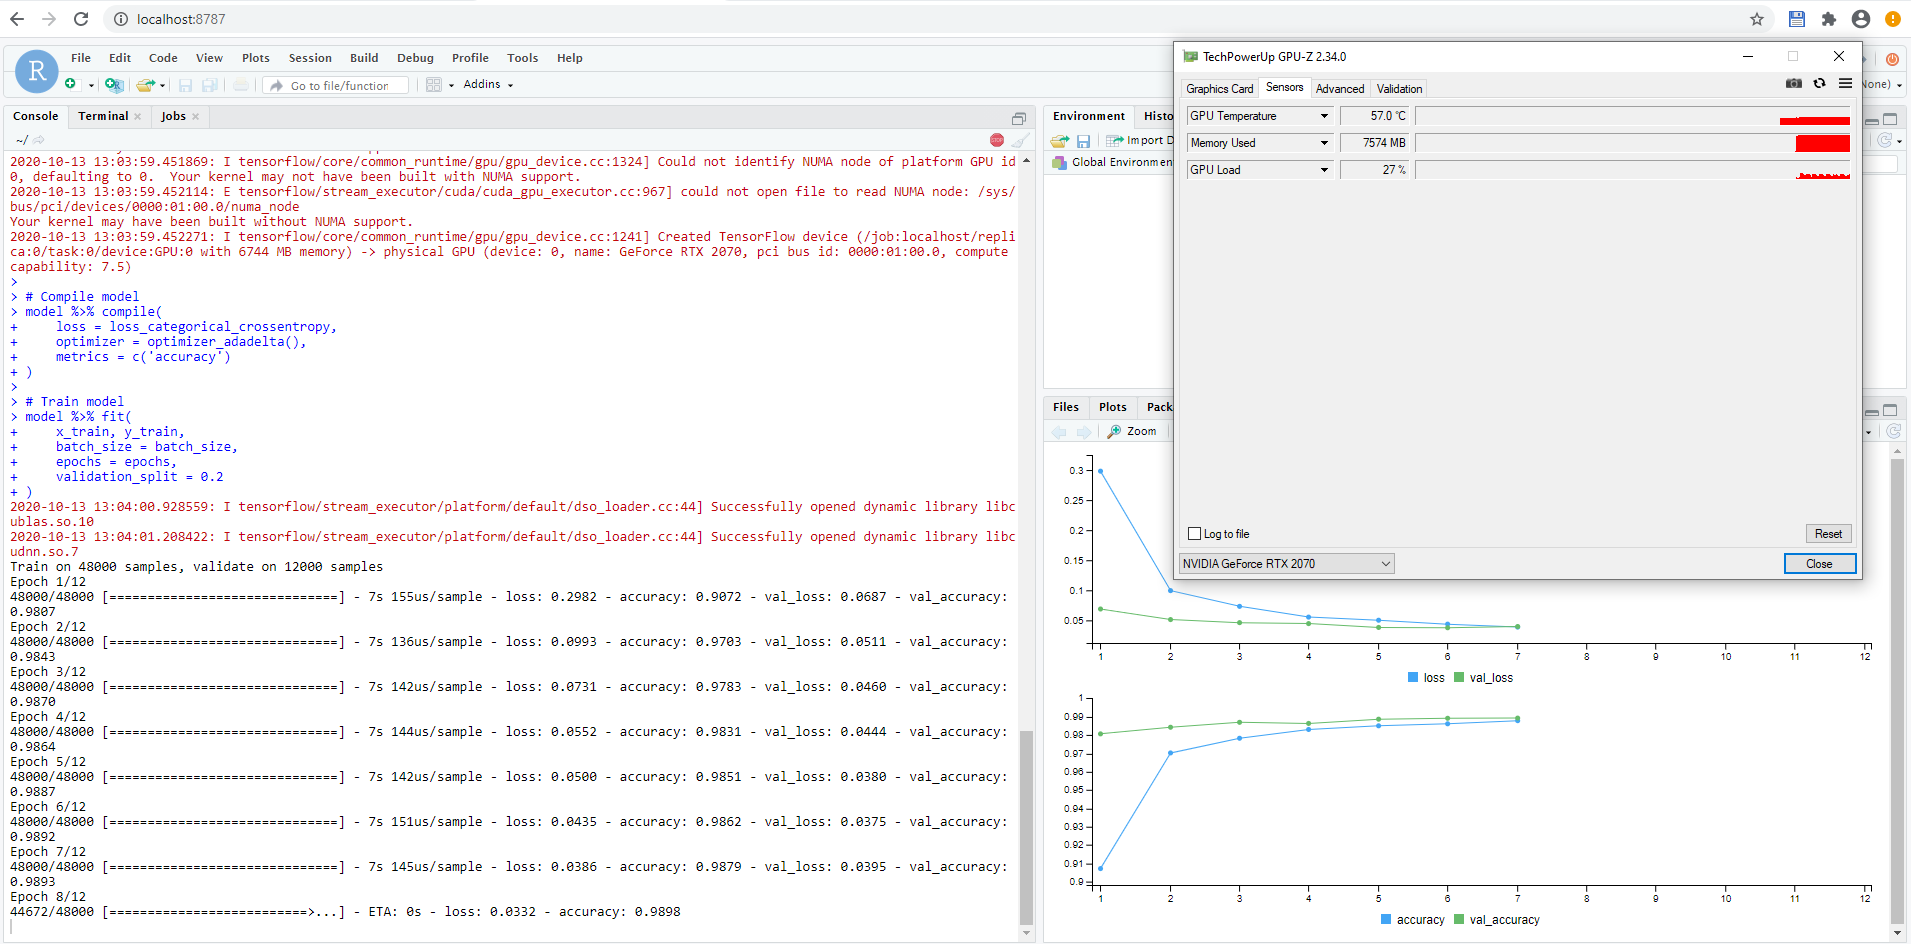 localhost:8787
R
File Edit Code View Plots Session Build Debug Profile Tools Help
Go to file/function
Addins
Console Terminal Jobs
~/
2020-10-13 13:03:59.451869: I tensorflow/core/common_runtime/gpu/gpu_device.cc:1324] Could not identify NUMA node of platform GPU id
0, defaulting to 0.  Your kernel may not have been built with NUMA support.
2020-10-13 13:03:59.452114: E tensorflow/stream_executor/cuda/cuda_gpu_executor.cc:967] could not open file to read NUMA node: /sys/
bus/pci/devices/0000:01:00.0/numa_node
Your kernel may have been built without NUMA support.
2020-10-13 13:03:59.452271: I tensorflow/core/common_runtime/gpu/gpu_device.cc:1241] Created TensorFlow device (/job:localhost/repli
ca:0/task:0/device:GPU:0 with 6744 MB memory) -> physical GPU (device: 0, name: GeForce RTX 2070, pci bus id: 0000:01:00.0, compute
capability: 7.5)
>
> # Compile model
> model %>% compile(
+     loss = loss_categorical_crossentropy,
+     optimizer = optimizer_adadelta(),
+     metrics = c('accuracy')
+ )
>
> # Train model
> model %>% fit(
+     x_train, y_train,
+     batch_size = batch_size,
+     epochs = epochs,
+     validation_split = 0.2
+ )
2020-10-13 13:04:00.928559: I tensorflow/stream_executor/platform/default/dso_loader.cc:44] Successfully opened dynamic library libc
ublas.so.10
2020-10-13 13:04:01.208422: I tensorflow/stream_executor/platform/default/dso_loader.cc:44] Successfully opened dynamic library libc
udnn.so.7
Train on 48000 samples, validate on 12000 samples
Epoch 1/12
48000/48000 [==============================] - 7s 155us/sample - loss: 0.2982 - accuracy: 0.9072 - val_loss: 0.0687 - val_accuracy:
0.9807
Epoch 2/12
48000/48000 [==============================] - 7s 136us/sample - loss: 0.0993 - accuracy: 0.9703 - val_loss: 0.0511 - val_accuracy:
0.9843
Epoch 3/12
48000/48000 [==============================] - 7s 142us/sample - loss: 0.0731 - accuracy: 0.9783 - val_loss: 0.0460 - val_accuracy:
0.9870
Epoch 4/12
48000/48000 [==============================] - 7s 144us/sample - loss: 0.0552 - accuracy: 0.9831 - val_loss: 0.0444 - val_accuracy:
0.9864
Epoch 5/12
48000/48000 [==============================] - 7s 142us/sample - loss: 0.0500 - accuracy: 0.9851 - val_loss: 0.0380 - val_accuracy:
0.9887
Epoch 6/12
48000/48000 [==============================] - 7s 151us/sample - loss: 0.0435 - accuracy: 0.9862 - val_loss: 0.0375 - val_accuracy:
0.9892
Epoch 7/12
48000/48000 [==============================] - 7s 145us/sample - loss: 0.0386 - accuracy: 0.9879 - val_loss: 0.0395 - val_accuracy:
0.9893
Epoch 8/12
44672/48000 [==========================>...] - ETA: 0s - loss: 0.0332 - accuracy: 0.9898
Environment Histo
Import D
Global Environmen
None)
TechPowerUp GPU-Z 2.34.0
Graphics Card Sensors Advanced Validation
GPU Temperature 57.0 °C
Memory Used 7574 MB
GPU Load 27 %
Log to file Reset
NVIDIA GeForce RTX 2070 Close
Files Plots Pack
Zoom
0.3
0.25
0.2
0.15
0.1
0.05
1 2 3 4 5 6 7 8 9 10 11 12
loss val_loss
1
0.99
0.98
0.97
0.96
0.95
0.94
0.93
0.92
0.91
0.9
1 2 3 4 5 6 7 8 9 10 11 12
accuracy val_accuracy